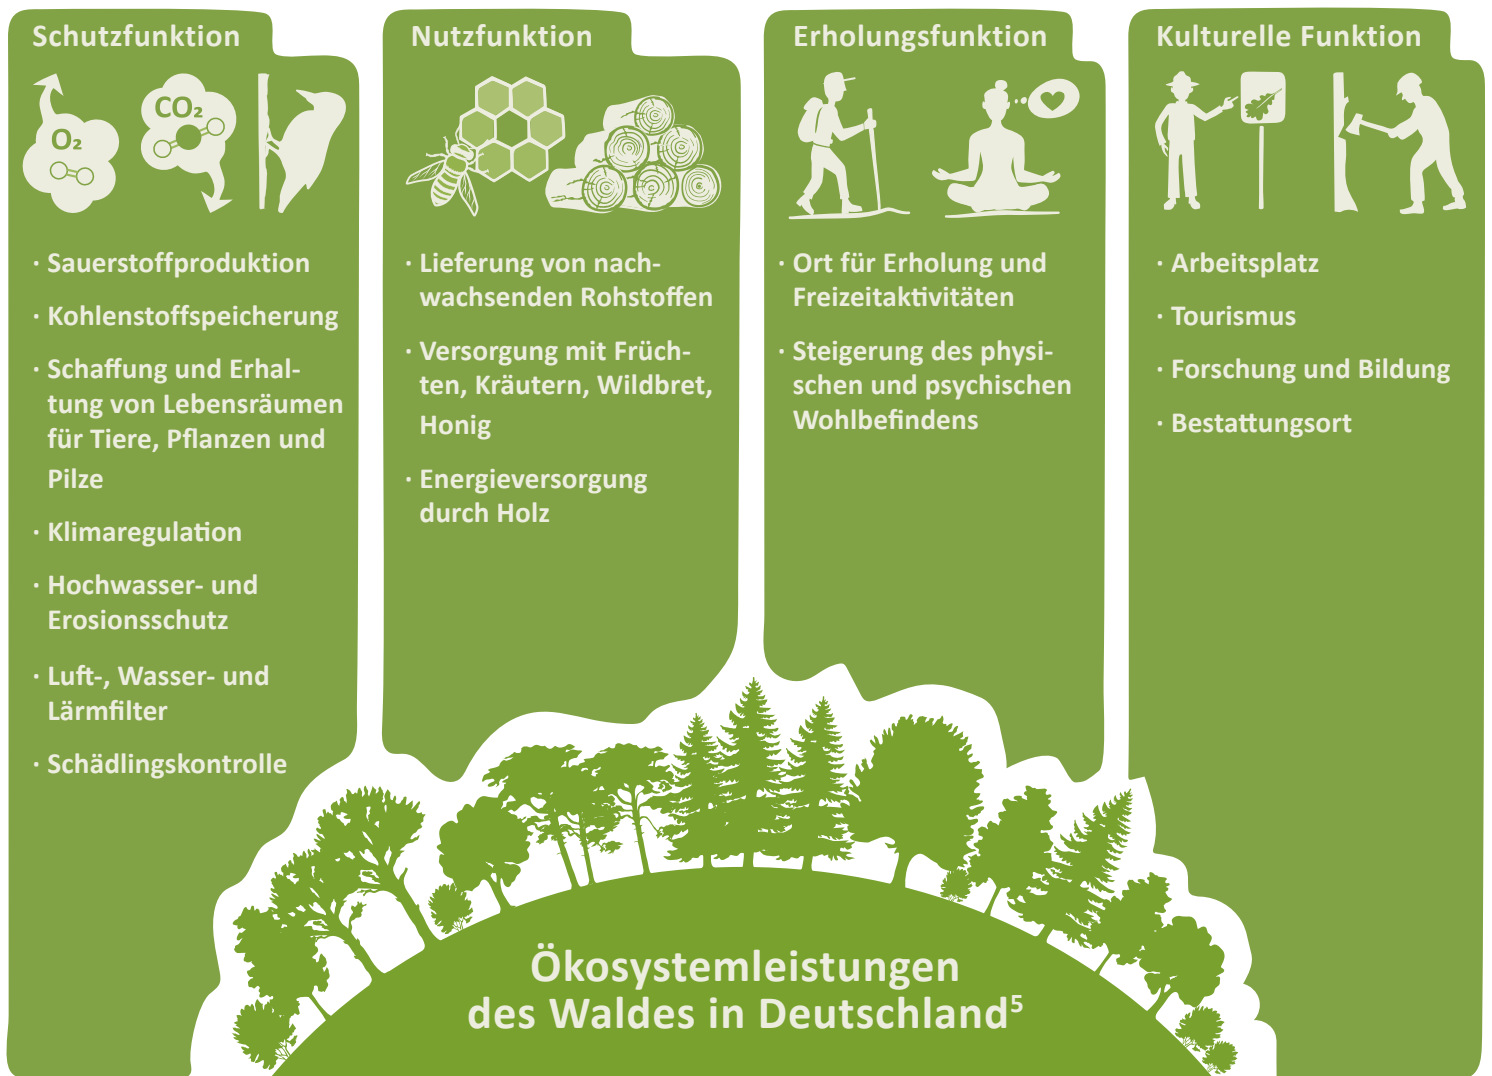 Schutzfunktion
O₂
CO₂
· Sauerstoffproduktion
· Kohlenstoffspeicherung
· Schaffung und Erhal-
tung von Lebensräumen
für Tiere, Pflanzen und
Pilze
· Klimaregulation
· Hochwasser- und
Erosionsschutz
· Luft-, Wasser- und
Lärmfilter
· Schädlingskontrolle
Nutzfunktion
· Lieferung von nach-
wachsenden Rohstoffen
· Versorgung mit Früch-
ten, Kräutern, Wildbret,
Honig
· Energieversorgung
durch Holz
Erholungsfunktion
· Ort für Erholung und
Freizeitaktivitäten
· Steigerung des physi-
schen und psychischen
Wohlbefindens
Kulturelle Funktion
· Arbeitsplatz
· Tourismus
· Forschung und Bildung
· Bestattungsort
Ökosystemleistungen
des Waldes in Deutschland⁵